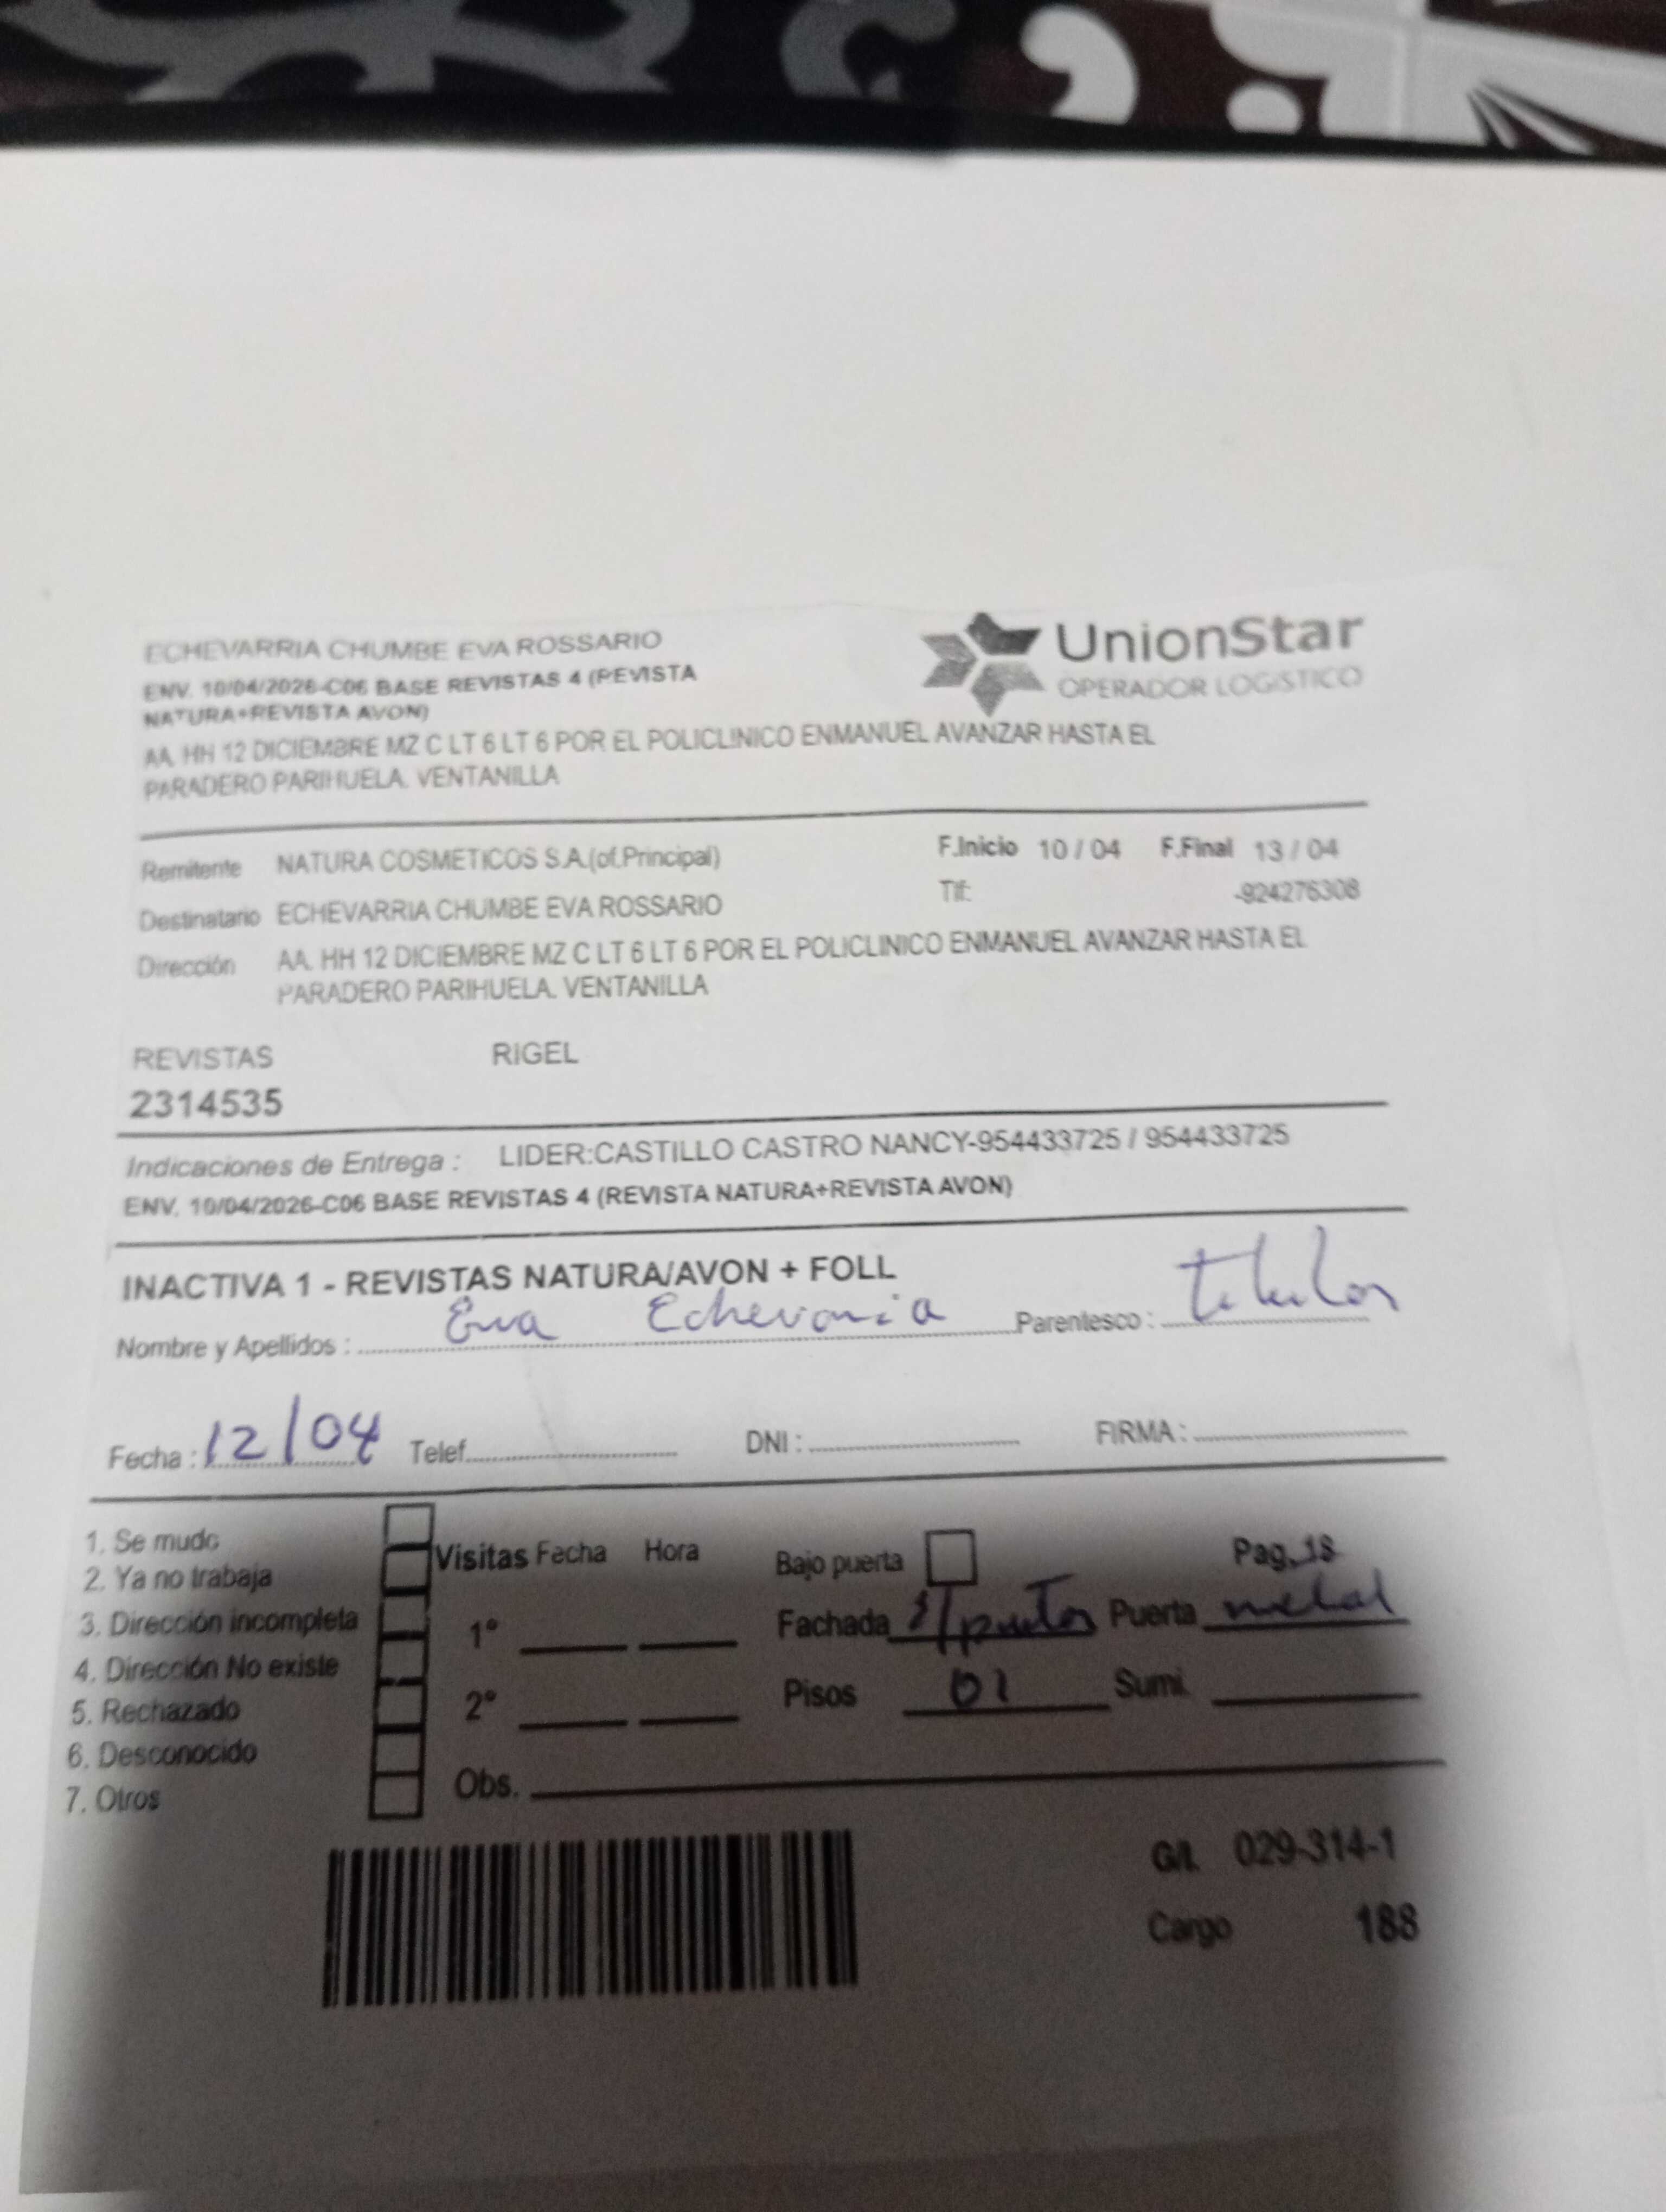 ECHEVARRIA CHUMBE EVA ROSSARIO
ENV. 10/04/2026-C06 BASE REVISTAS 4 (REVISTA
NATURA+REVISTA AVON)
AA. HH 12 DICIEMBRE MZ C LT 6 LT 6 POR EL POLICLINICO ENMANUEL AVANZAR HASTA EL
PARADERO PARIHUELA. VENTANILLA
UnionStar
OPERADOR LOGISTICO
Remitente NATURA COSMETICOS S.A.(of.Principal) F.Inicio 10 / 04 F.Final 13 / 04
Destinatario ECHEVARRIA CHUMBE EVA ROSSARIO Tlf: -924276308
Dirección AA. HH 12 DICIEMBRE MZ C LT 6 LT 6 POR EL POLICLINICO ENMANUEL AVANZAR HASTA EL
PARADERO PARIHUELA. VENTANILLA
REVISTAS RIGEL
2314535
Indicaciones de Entrega : LIDER:CASTILLO CASTRO NANCY-954433725 / 954433725
ENV. 10/04/2026-C06 BASE REVISTAS 4 (REVISTA NATURA+REVISTA AVON)
INACTIVA 1 - REVISTAS NATURA/AVON + FOLL
Nombre y Apellidos : Eva Echevarria Parentesco : titular
Fecha : 12/04 Telef. DNI : FIRMA :
1. Se mudo
2. Ya no trabaja
3. Dirección incompleta
4. Dirección No existe
5. Rechazado
6. Desconocido
7. Otros
Visitas Fecha Hora
1°
2°
Obs.
Bajo puerta Pag. 18
Fachada Puerta metal
Pisos 01 Sumi.
G/L 029-314-1
Cargo 188